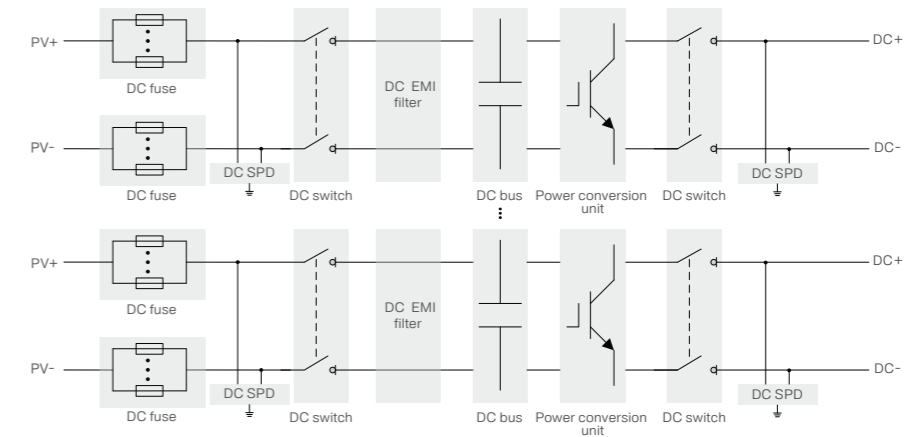 PV+
DC+
DC fuse
DC EMI
filter
PV-
DC-
DC SPD
DC SPD
DC fuse
DC switch
DC bus
Power conversion
unit
DC switch
PV+
DC+
DC fuse
DC EMI
filter
PV-
DC-
DC SPD
DC SPD
DC fuse
DC switch
DC bus
Power conversion
unit
DC switch